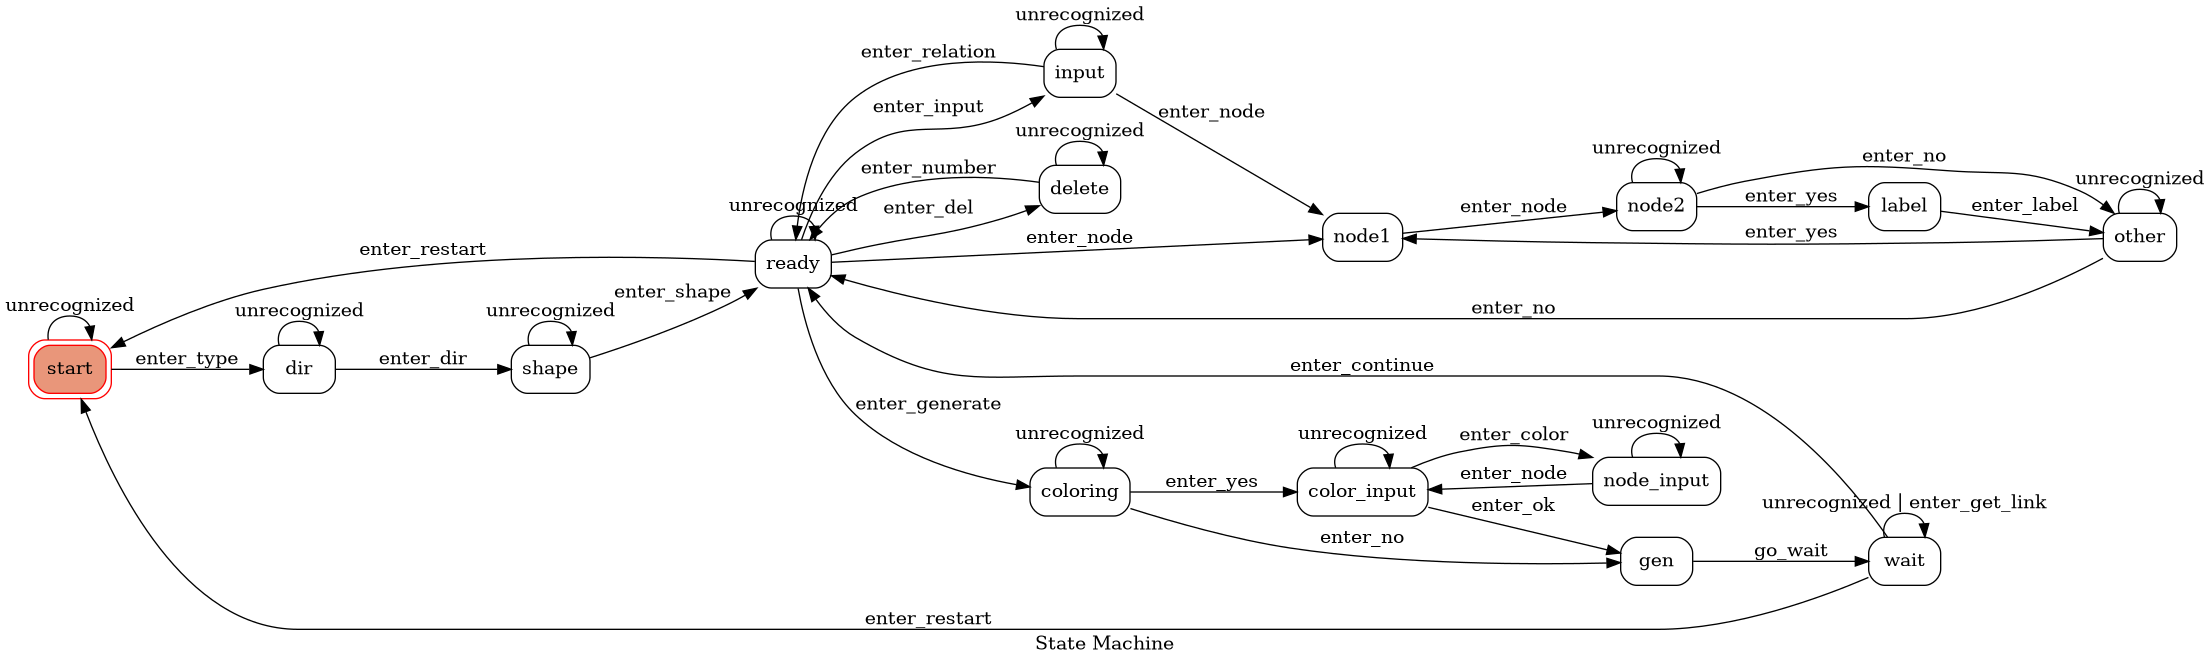 unrecognized
input
enter_relation
enter_input
enter_node
unrecognized
delete
enter_number
enter_del
unrecognized
ready
enter_node
node1
enter_node
unrecognized
node2
enter_no
enter_yes
label
enter_label
unrecognized
other
enter_yes
enter_no
enter_restart
unrecognized
start
enter_type
unrecognized
dir
enter_dir
unrecognized
shape
enter_shape
enter_continue
enter_generate
unrecognized
coloring
enter_yes
unrecognized
color_input
enter_color
enter_node
unrecognized
node_input
enter_ok
enter_no
gen
go_wait
unrecognized | enter_get_link
wait
enter_restart
State Machine